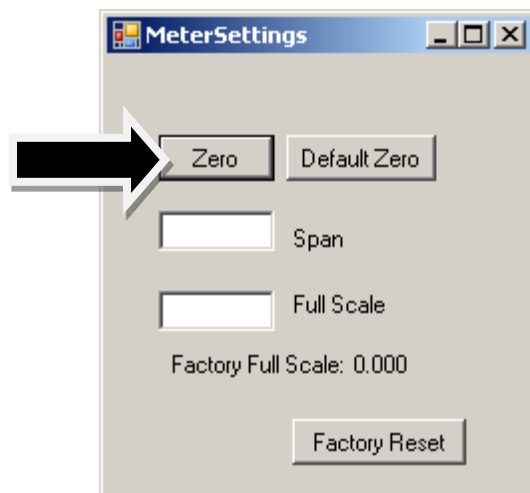 MeterSettings
Zero
Default Zero
Span
Full Scale
Factory Full Scale: 0.000
Factory Reset